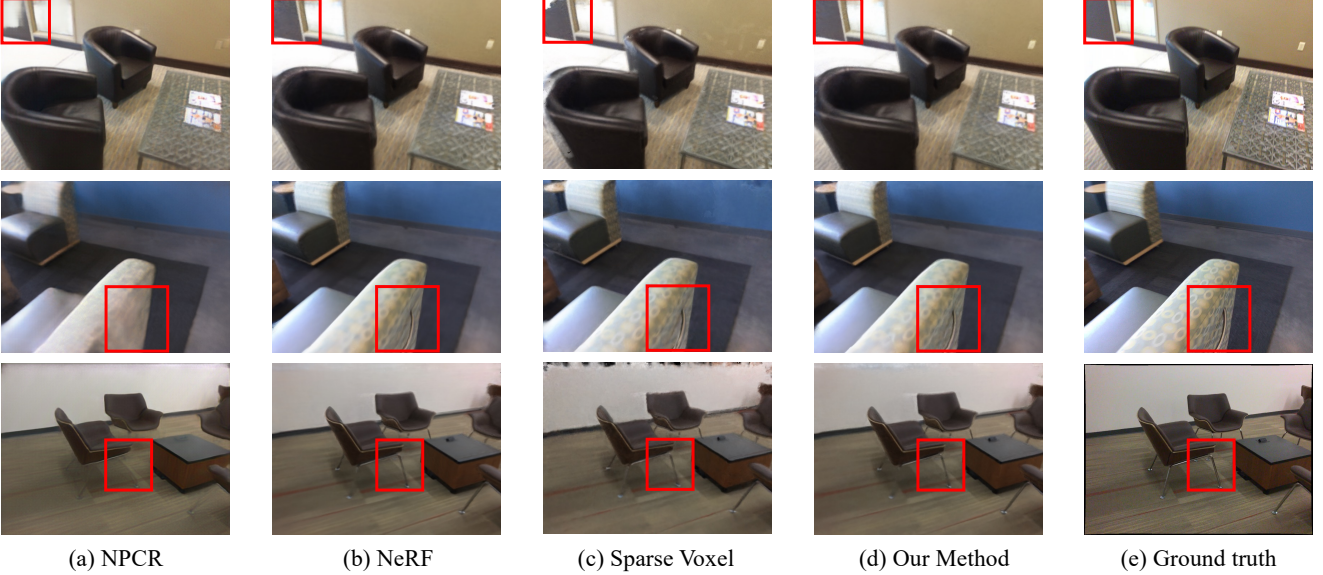 (a) NPCR
(b) NeRF
(c) Sparse Voxel
(d) Our Method
(e) Ground truth